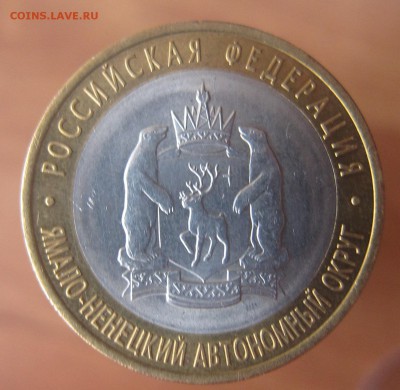 COINS.LAVE.RU
• РОССИЙСКАЯ ФЕДЕРАЦИЯ •
ЯМАЛО-НЕНЕЦКИЙ АВТОНОМНЫЙ ОКРУГ